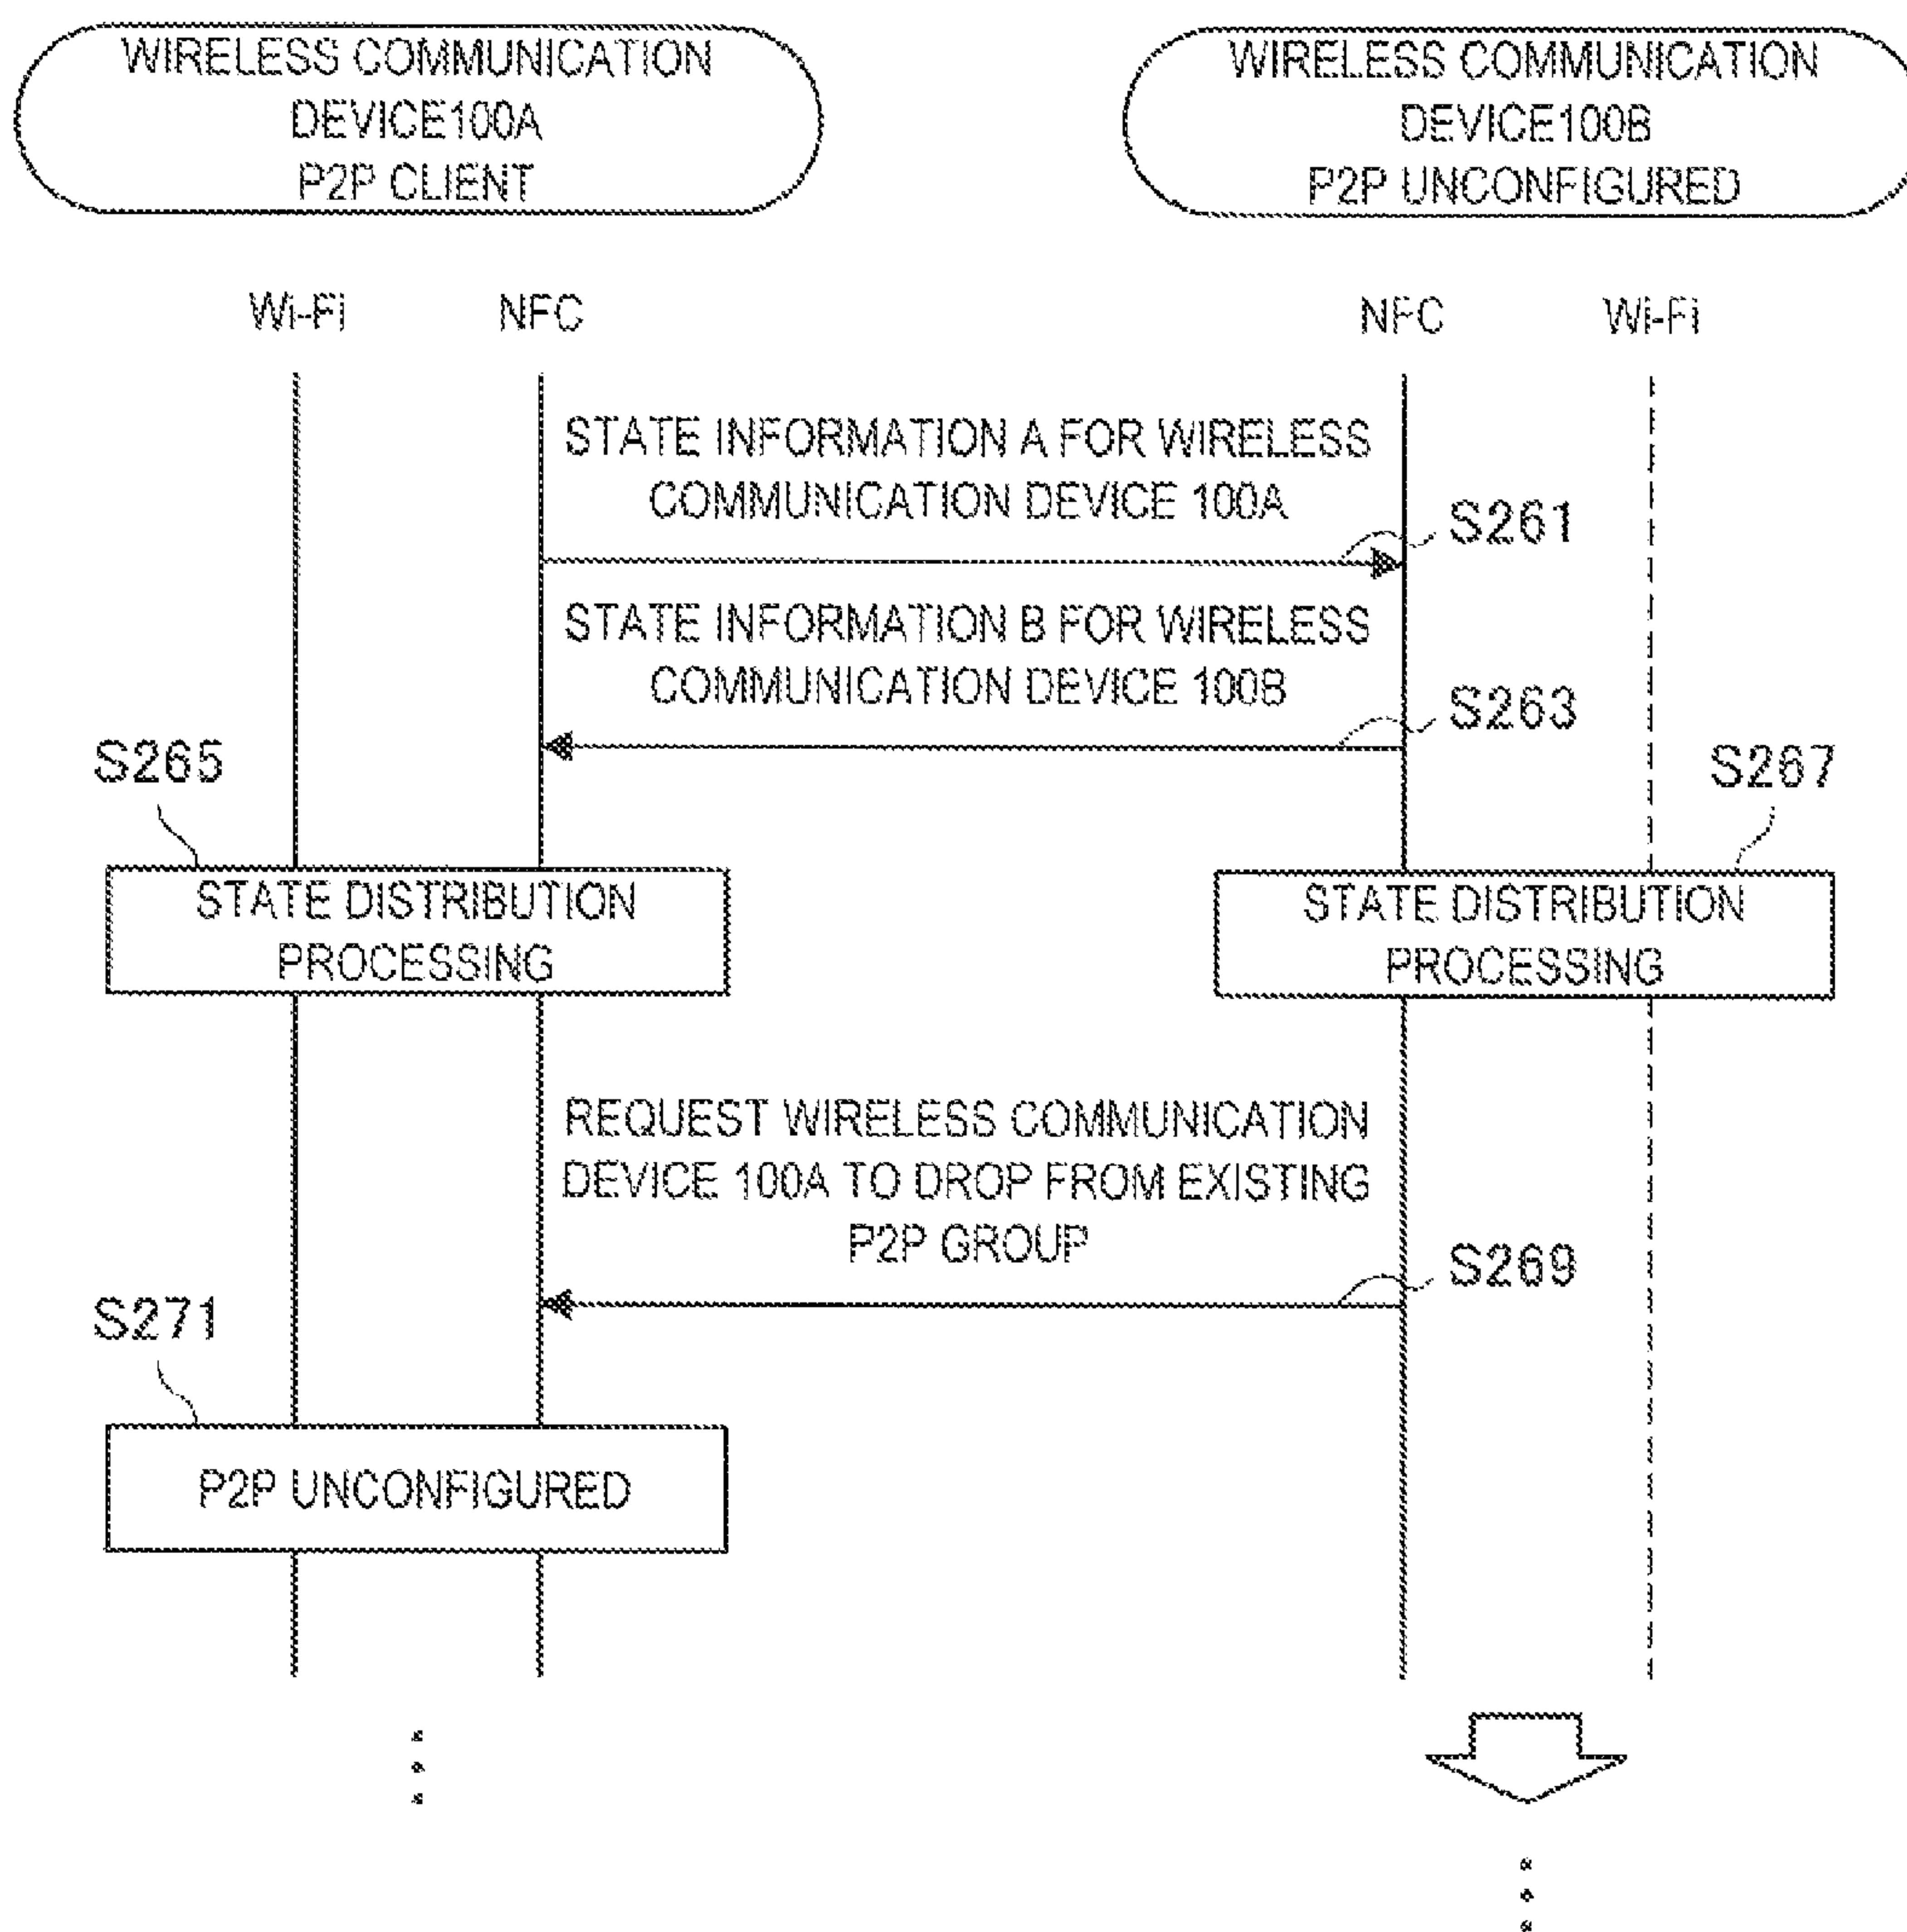 WIRELESS COMMUNICATION
DEVICE100A
P2P CLIENT
WIRELESS COMMUNICATION
DEVICE100B
P2P UNCONFIGURED
Wi-Fi
NFC
NFC
Wi-Fi
STATE INFORMATION A FOR WIRELESS
COMMUNICATION DEVICE 100A
S261
STATE INFORMATION B FOR WIRELESS
COMMUNICATION DEVICE 100B
S263
S265
S267
STATE DISTRIBUTION
PROCESSING
STATE DISTRIBUTION
PROCESSING
REQUEST WIRELESS COMMUNICATION
DEVICE 100A TO DROP FROM EXISTING
P2P GROUP
S269
S271
P2P UNCONFIGURED